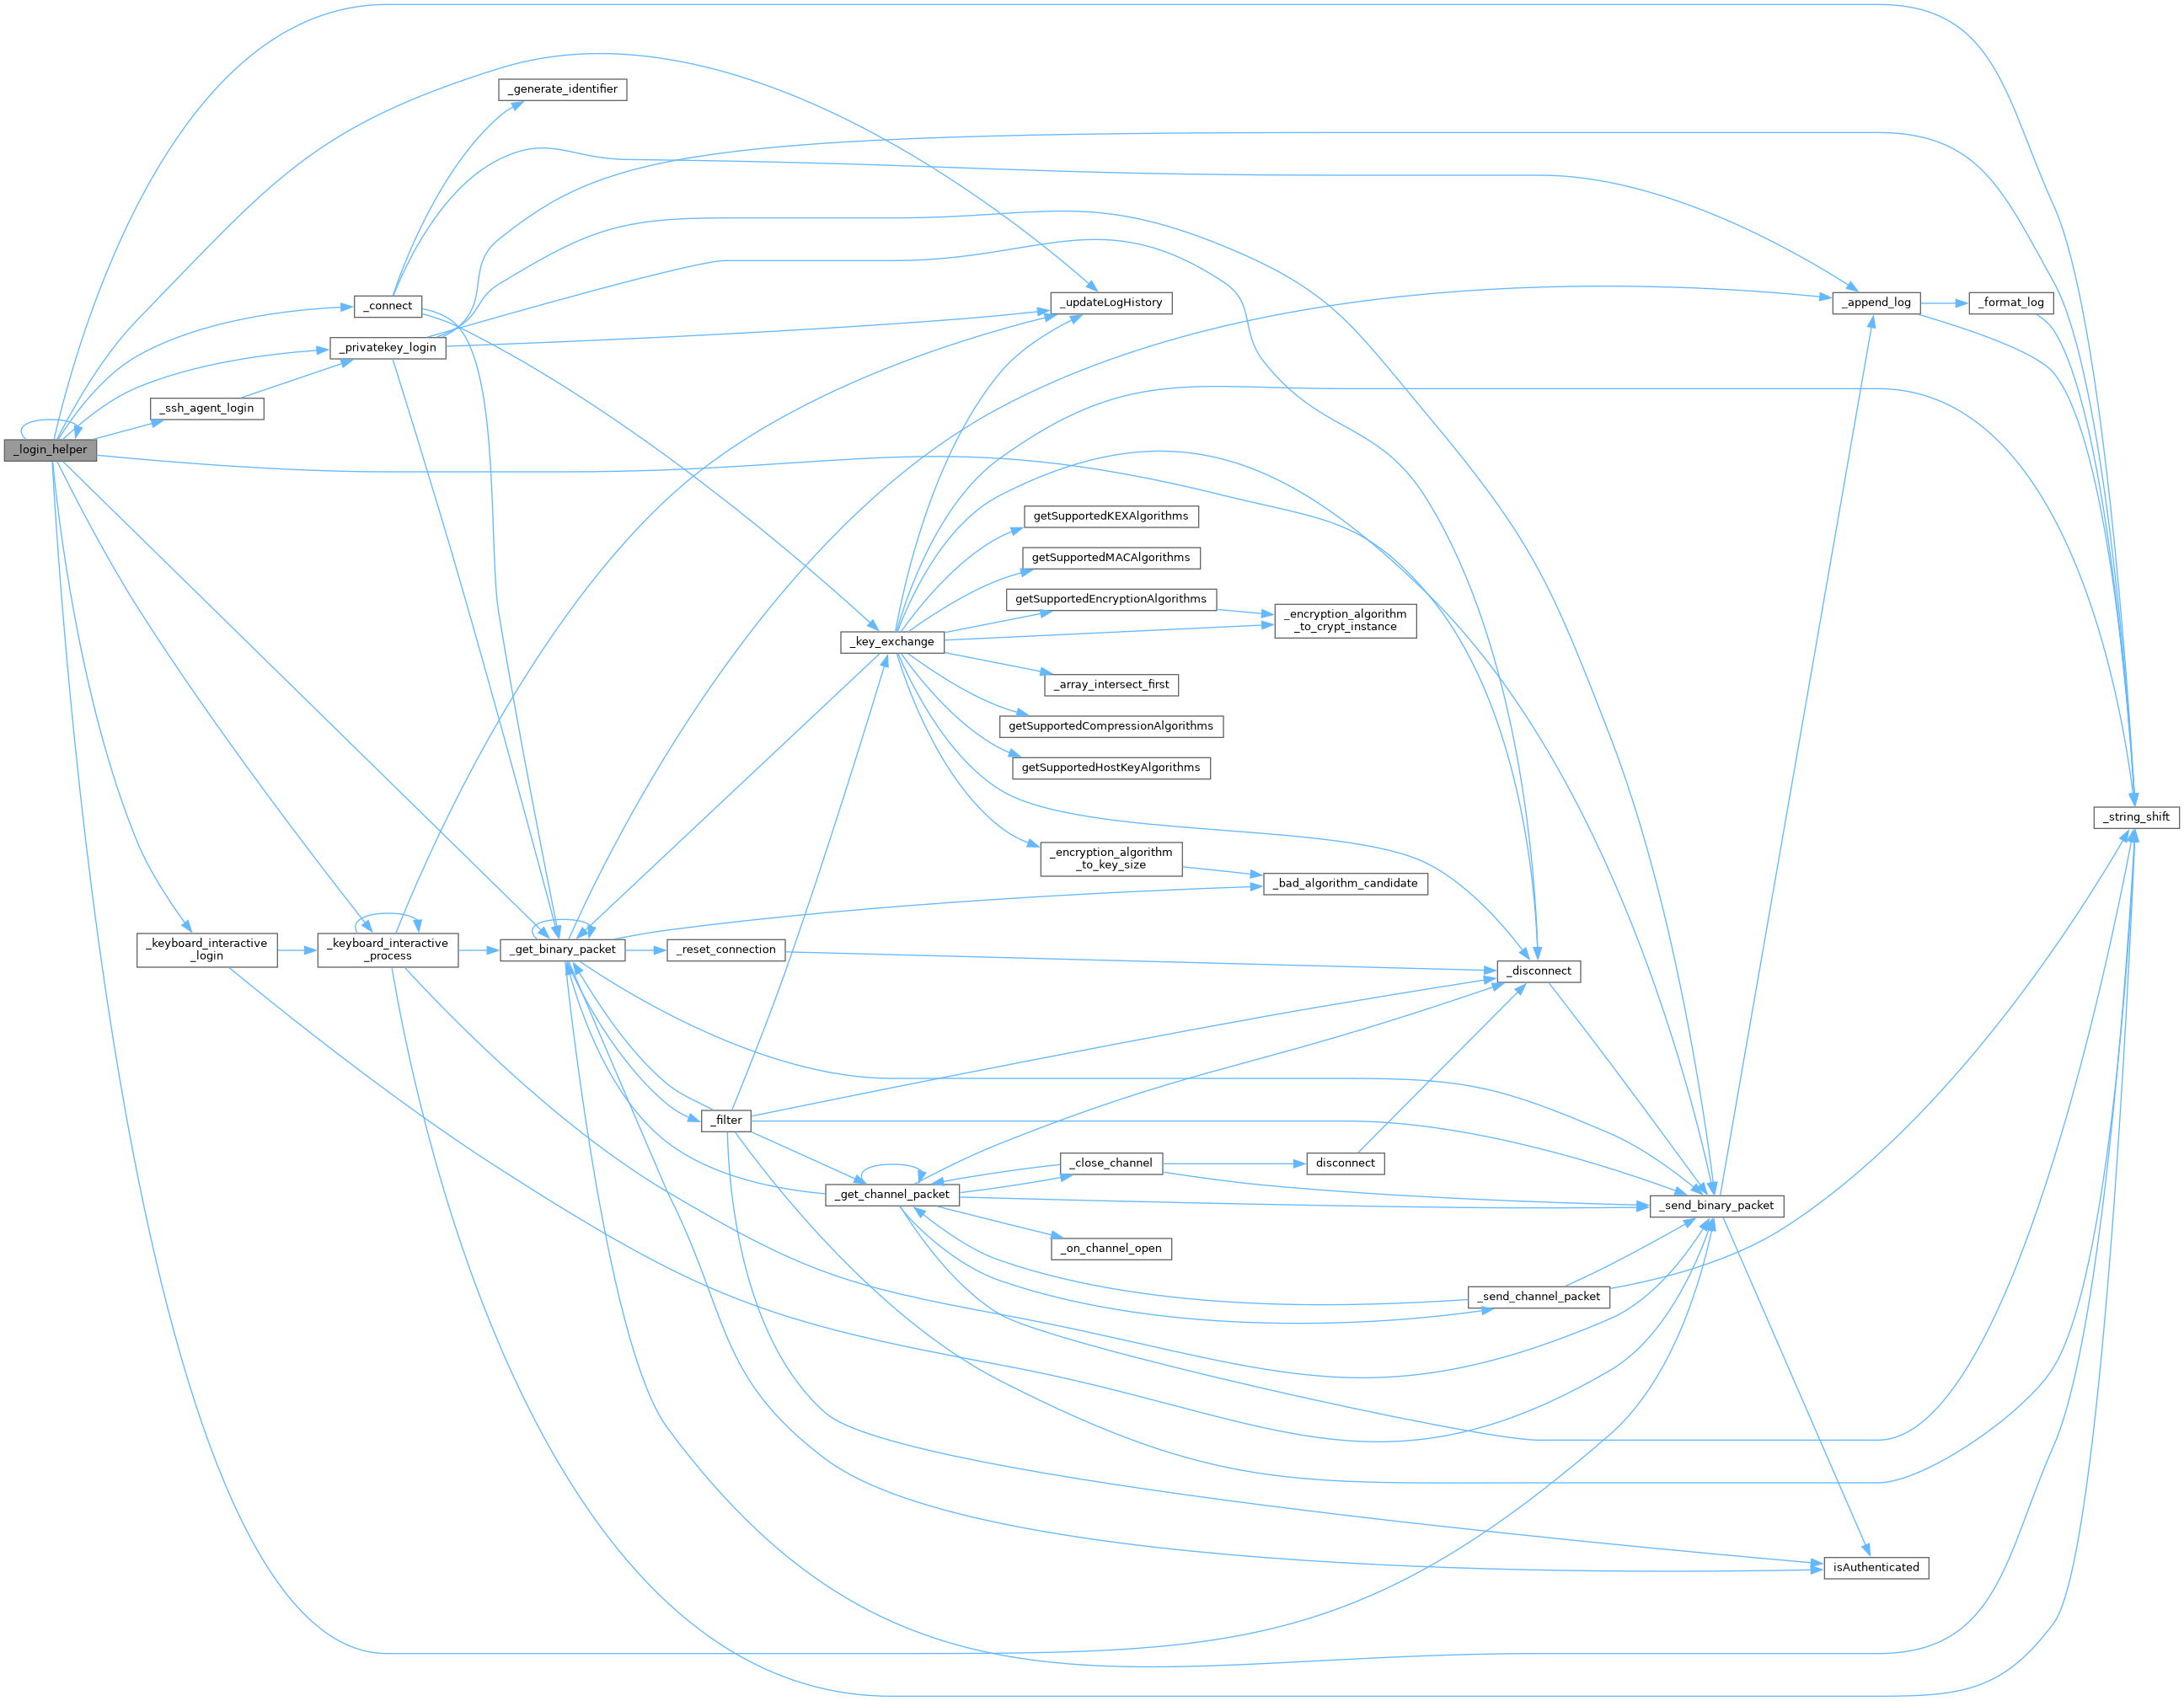 _generate_identifier
_connect
_updateLogHistory
_append_log
_format_log
_privatekey_login
_ssh_agent_login
_login_helper
getSupportedKEXAlgorithms
getSupportedMACAlgorithms
getSupportedEncryptionAlgorithms
_encryption_algorithm
_to_crypt_instance
_key_exchange
_array_intersect_first
getSupportedCompressionAlgorithms
getSupportedHostKeyAlgorithms
_string_shift
_encryption_algorithm
_to_key_size
_bad_algorithm_candidate
_keyboard_interactive
_login
_keyboard_interactive
_process
_get_binary_packet
_reset_connection
_disconnect
_filter
_close_channel
disconnect
_get_channel_packet
_send_binary_packet
_on_channel_open
_send_channel_packet
isAuthenticated